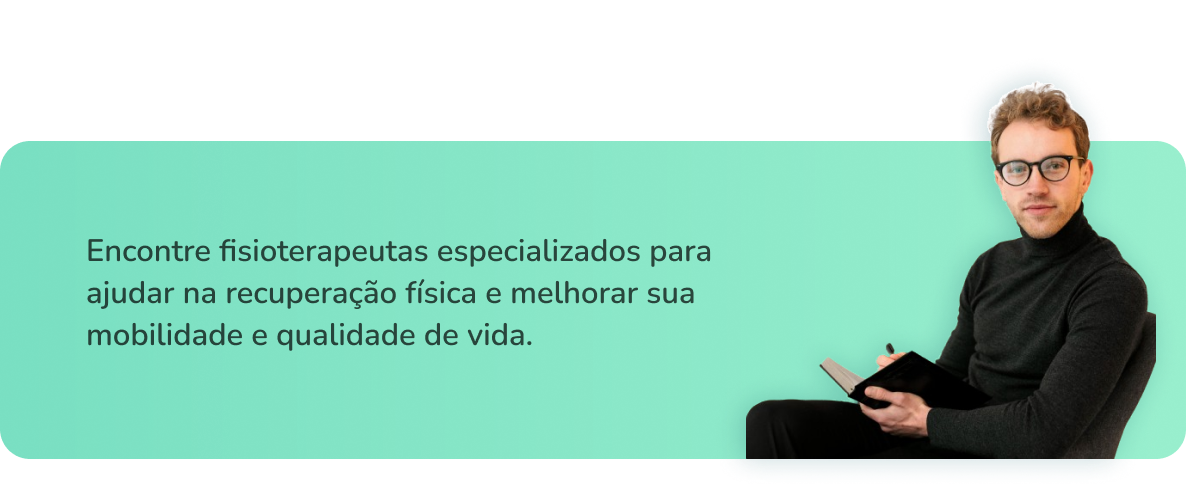 Encontre fisioterapeutas especializados para
ajudar na recuperação física e melhorar sua
mobilidade e qualidade de vida.